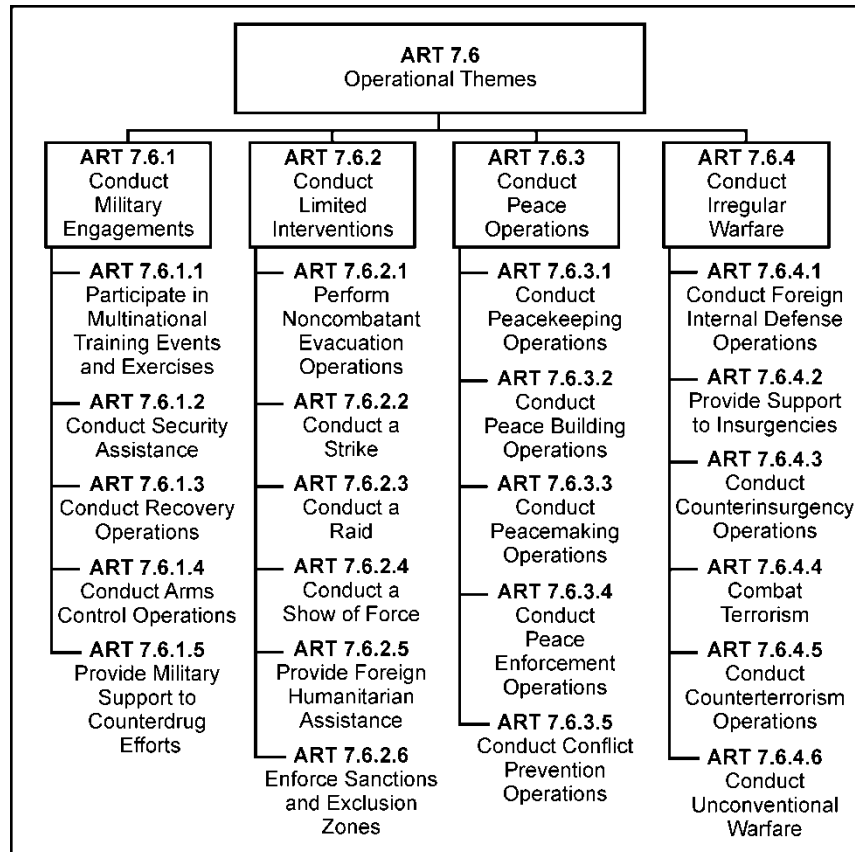 ART 7.6
Operational Themes
ART 7.6.1
Conduct
Military
Engagements
ART 7.6.1.1
Participate in
Multinational
Training Events
and Exercises
ART 7.6.1.2
Conduct Security
Assistance
ART 7.6.1.3
Conduct Recovery
Operations
ART 7.6.1.4
Conduct Arms
Control Operations
ART 7.6.1.5
Provide Military
Support to
Counterdrug
Efforts
ART 7.6.2
Conduct
Limited
Interventions
ART 7.6.2.1
Perform
Noncombatant
Evacuation
Operations
ART 7.6.2.2
Conduct a
Strike
ART 7.6.2.3
Conduct a
Raid
ART 7.6.2.4
Conduct a
Show of Force
ART 7.6.2.5
Provide Foreign
Humanitarian
Assistance
ART 7.6.2.6
Enforce Sanctions
and Exclusion
Zones
ART 7.6.3
Conduct
Peace
Operations
ART 7.6.3.1
Conduct
Peacekeeping
Operations
ART 7.6.3.2
Conduct
Peace Building
Operations
ART 7.6.3.3
Conduct
Peacemaking
Operations
ART 7.6.3.4
Conduct
Peace
Enforcement
Operations
ART 7.6.3.5
Conduct Conflict
Prevention
Operations
ART 7.6.4
Conduct
Irregular
Warfare
ART 7.6.4.1
Conduct Foreign
Internal Defense
Operations
ART 7.6.4.2
Provide Support
to Insurgencies
ART 7.6.4.3
Conduct
Counterinsurgency
Operations
ART 7.6.4.4
Combat
Terrorism
ART 7.6.4.5
Conduct
Counterterrorism
Operations
ART 7.6.4.6
Conduct
Unconventional
Warfare